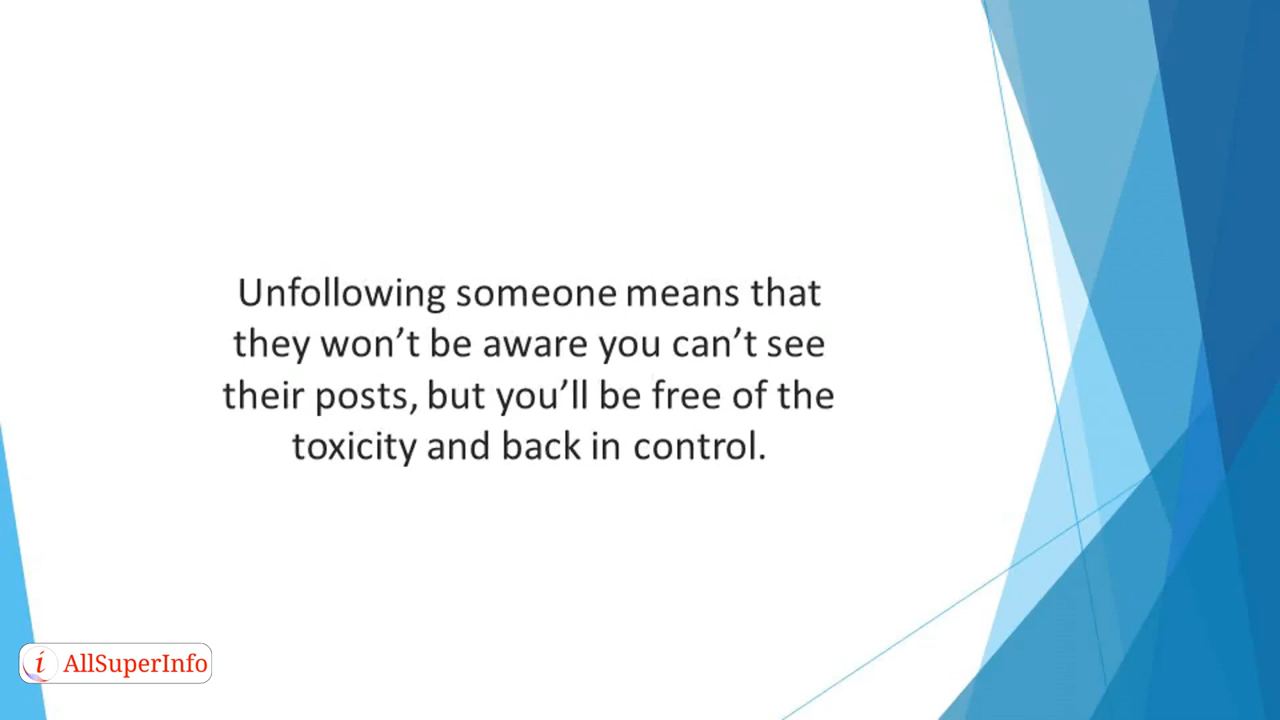 Unfollowing someone means that
they won’t be aware you can’t see
their posts, but you’ll be free of the
toxicity and back in control.
i AllSuperInfo